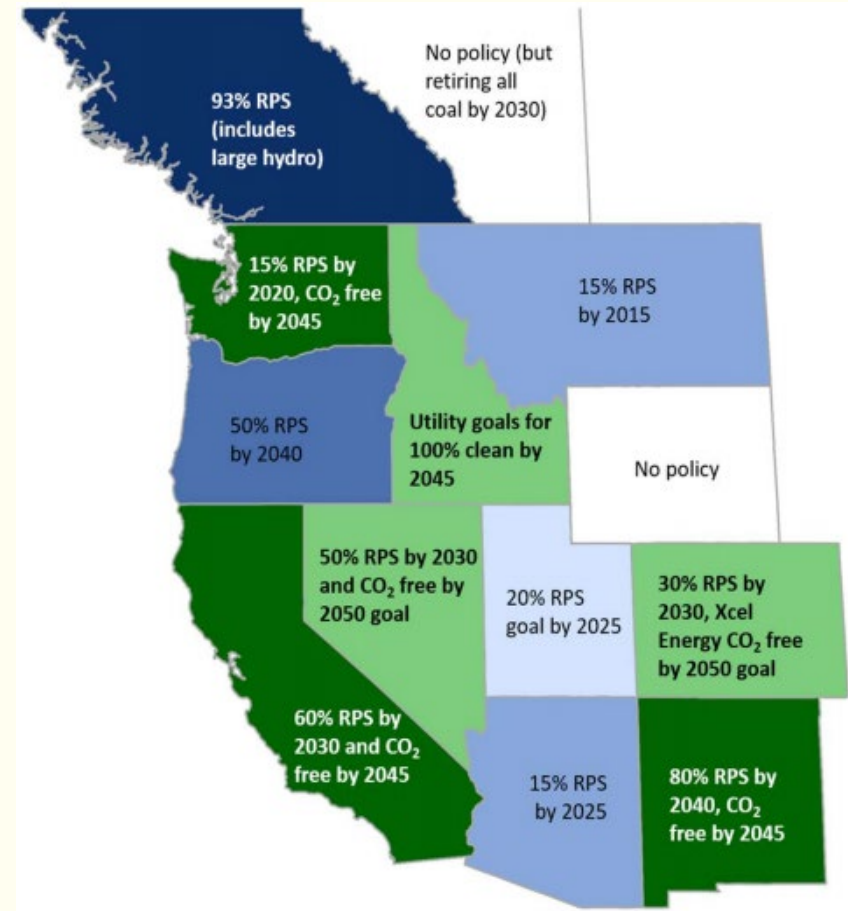 No policy (but
retiring all
coal by 2030)
93% RPS
(includes
large hydro)
15% RPS by
2020, CO₂ free
by 2045
15% RPS
by 2015
50% RPS
by 2040
Utility goals for
100% clean by
2045
No policy
50% RPS by 2030
and CO₂ free by
2050 goal
20% RPS
goal by 2025
30% RPS by
2030, Xcel
Energy CO₂ free
by 2050 goal
60% RPS by
2030 and CO₂
free by 2045
15% RPS
by 2025
80% RPS by
2040, CO₂
free by 2045